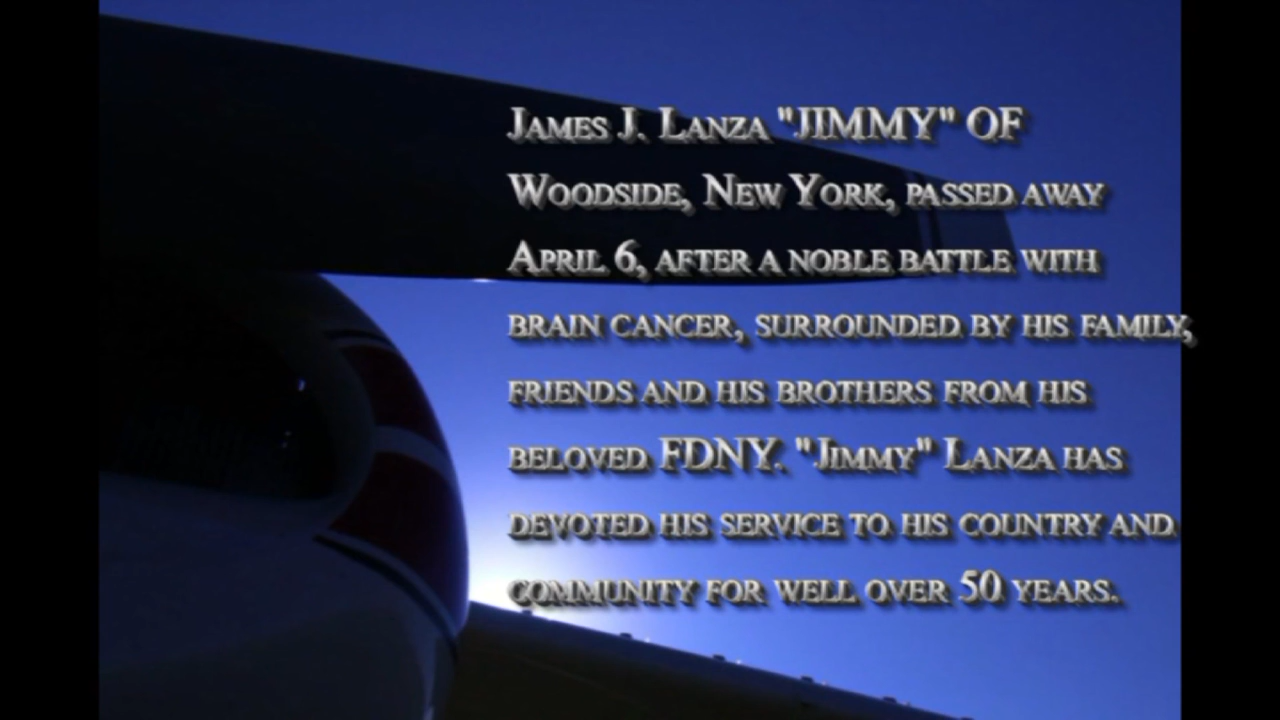 James J. Lanza "JIMMY" OF
Woodside, New York, passed away
April 6, after a noble battle with
brain cancer, surrounded by his family,
friends and his brothers from his
beloved FDNY. "Jimmy" Lanza has
devoted his service to his country and
community for well over 50 years.